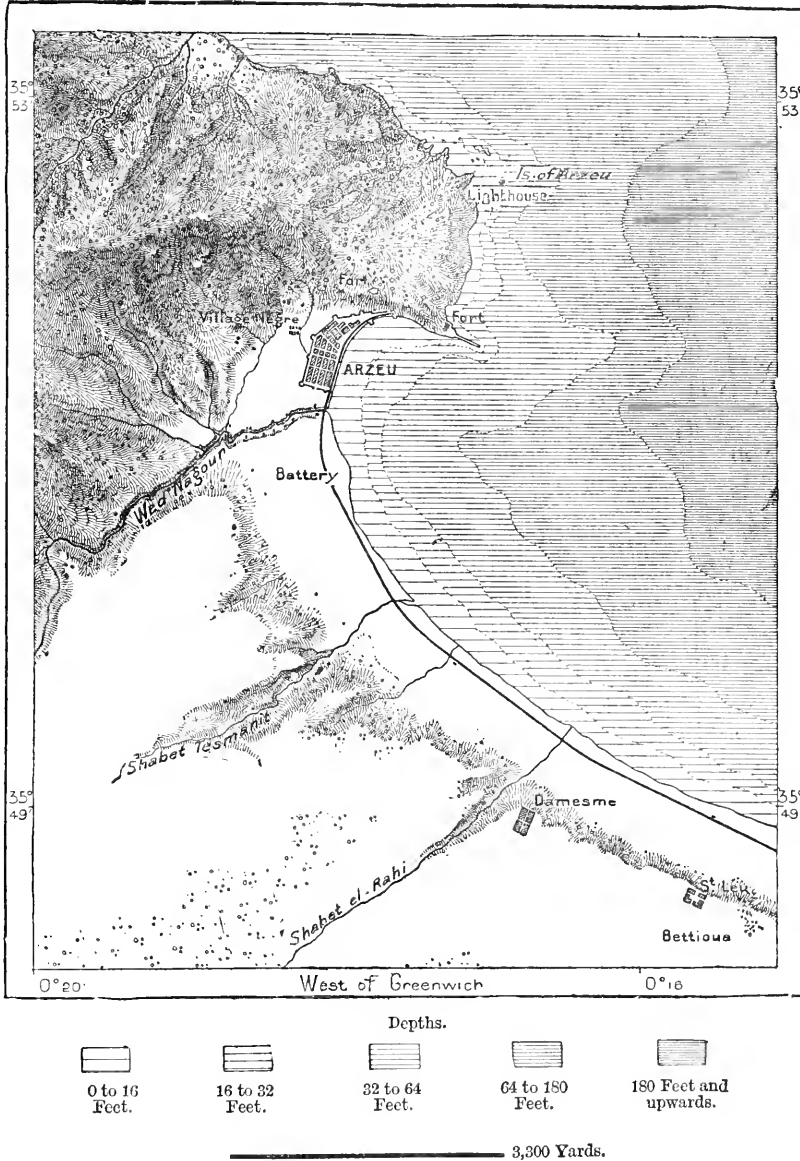 35°
53'
35°
53
Is. of Arzeu
Lighthouse
Fort
Village Négre
Fort
ARZEU
Battery
Wed Nagour
Shabet Tesmanit
35°
49'
35°
49'
Damesme
St. Leu
Shabet el-Rahi
Bettioua
0°20'
West of Greenwich
0°16
Depths.
0 to 16
Feet.
16 to 32
Feet.
32 to 64
Feet.
64 to 180
Feet.
180 Feet and
upwards.
3,300 Yards.